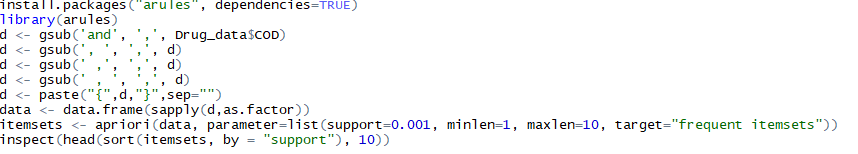 install.packages("arules", dependencies=TRUE)
library(arules)
d <- gsub('and', ',', Drug_data$COD)
d <- gsub(', ', ',', d)
d <- gsub(' ,', ',', d)
d <- gsub(' , ', ',', d)
d <- paste("{",d,"}",sep="")
data <- data.frame(sapply(d,as.factor))
itemsets <- apriori(data, parameter=list(support=0.001, minlen=1, maxlen=10, target="frequent itemsets"))
inspect(head(sort(itemsets, by = "support"), 10))